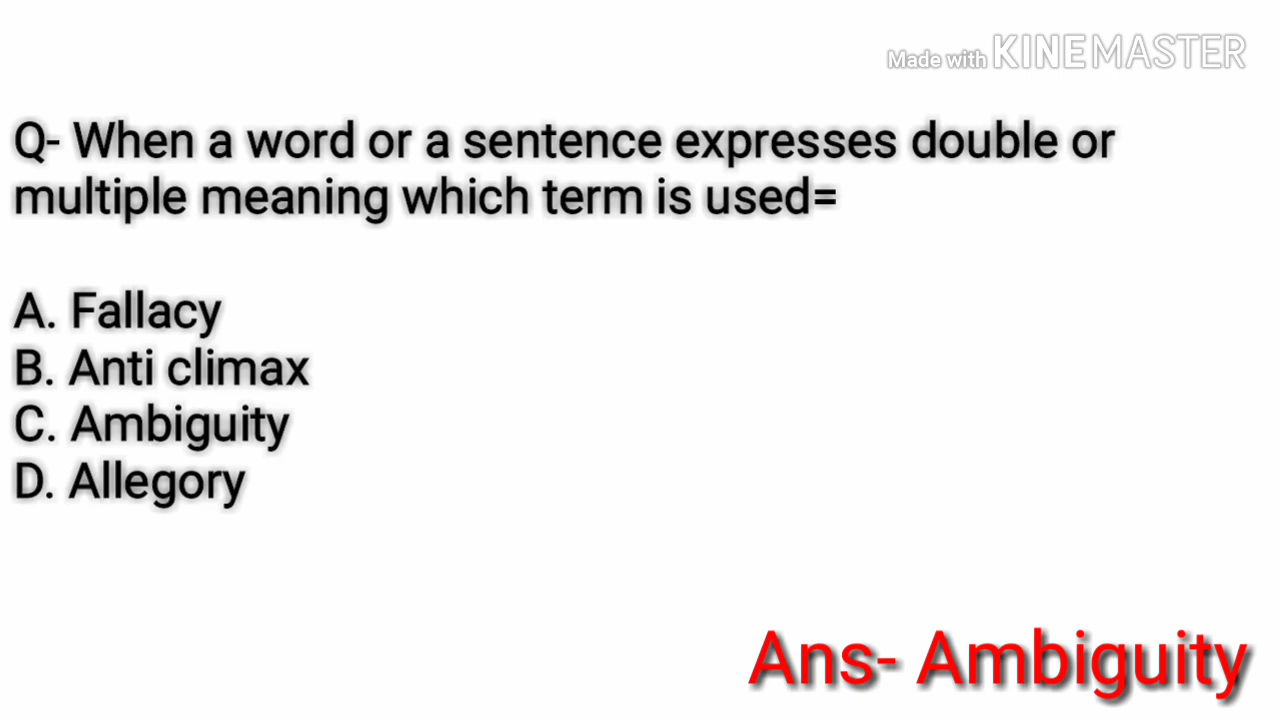 Made with KINEMASTER
Q- When a word or a sentence expresses double or
multiple meaning which term is used=
A. Fallacy
B. Anti climax
C. Ambiguity
D. Allegory
Ans- Ambiguity